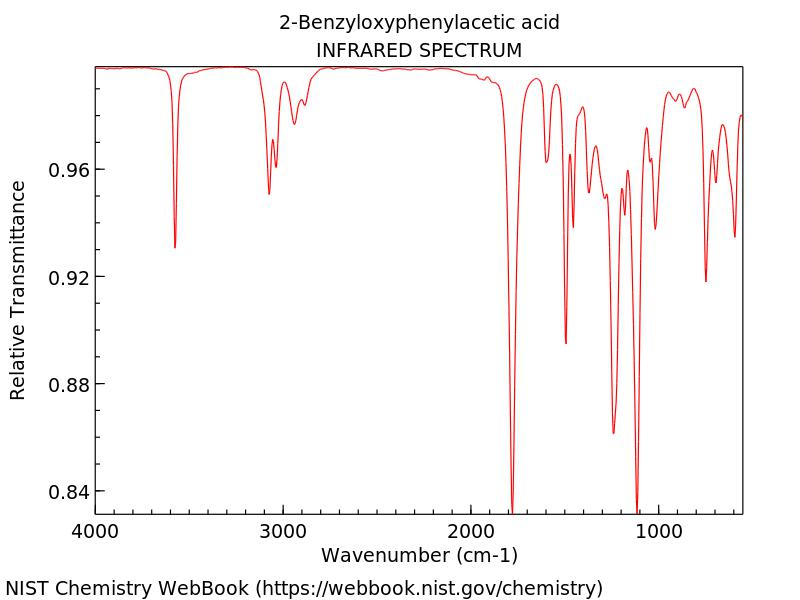 2-Benzyloxyphenylacetic acid
INFRARED SPECTRUM
Relative Transmittance
0.96
0.92
0.88
0.84
4000 3000 2000 1000
Wavenumber (cm-1)
NIST Chemistry WebBook (https://webbook.nist.gov/chemistry)